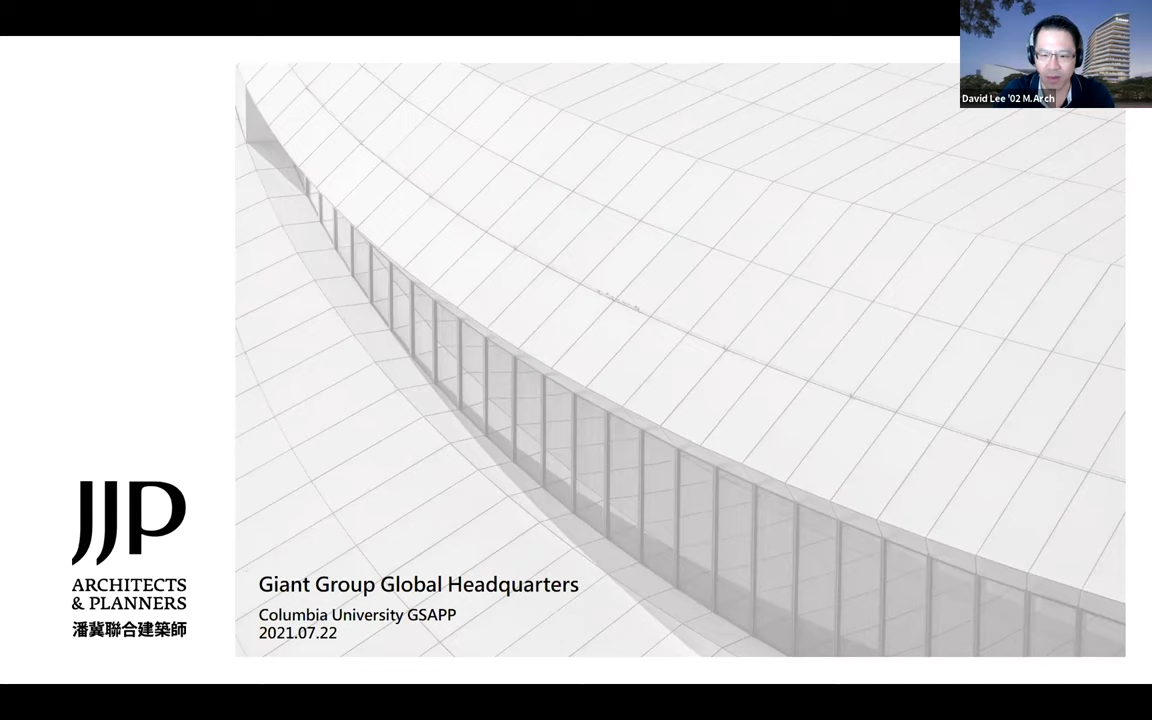 David Lee '02 M.Arch
JJP
ARCHITECTS
& PLANNERS
潘冀聯合建築師
Giant Group Global Headquarters
Columbia University GSAPP
2021.07.22